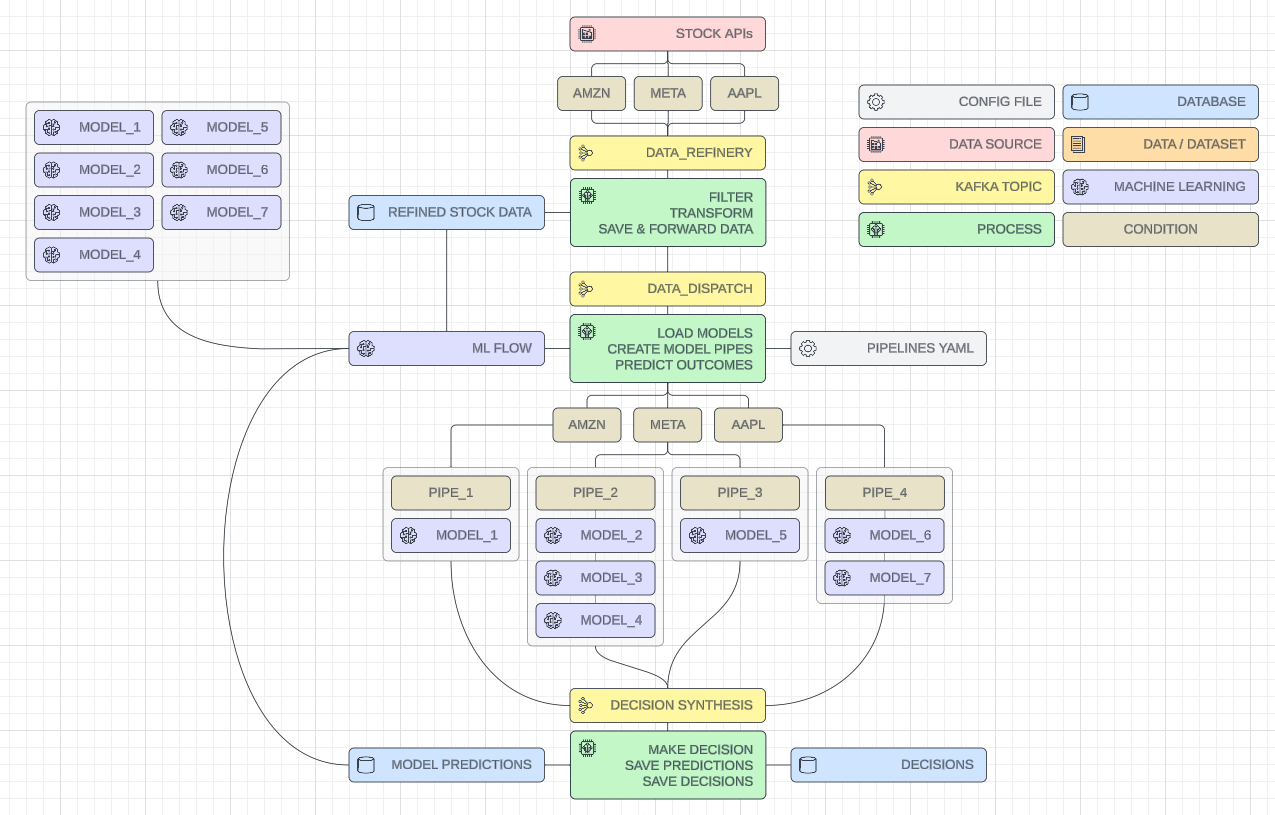 STOCK APIs
AMZN
META
AAPL
DATA_REFINERY
FILTER
TRANSFORM
SAVE & FORWARD DATA
REFINED STOCK DATA
DATA_DISPATCH
LOAD MODELS
CREATE MODEL PIPES
PREDICT OUTCOMES
ML FLOW
PIPELINES YAML
MODEL_1
MODEL_5
MODEL_2
MODEL_6
MODEL_3
MODEL_7
MODEL_4
CONFIG FILE
DATABASE
DATA SOURCE
DATA / DATASET
KAFKA TOPIC
MACHINE LEARNING
PROCESS
CONDITION
AMZN
META
AAPL
PIPE_1
MODEL_1
PIPE_2
MODEL_2
MODEL_3
MODEL_4
PIPE_3
MODEL_5
PIPE_4
MODEL_6
MODEL_7
DECISION SYNTHESIS
MODEL PREDICTIONS
MAKE DECISION
SAVE PREDICTIONS
SAVE DECISIONS
DECISIONS